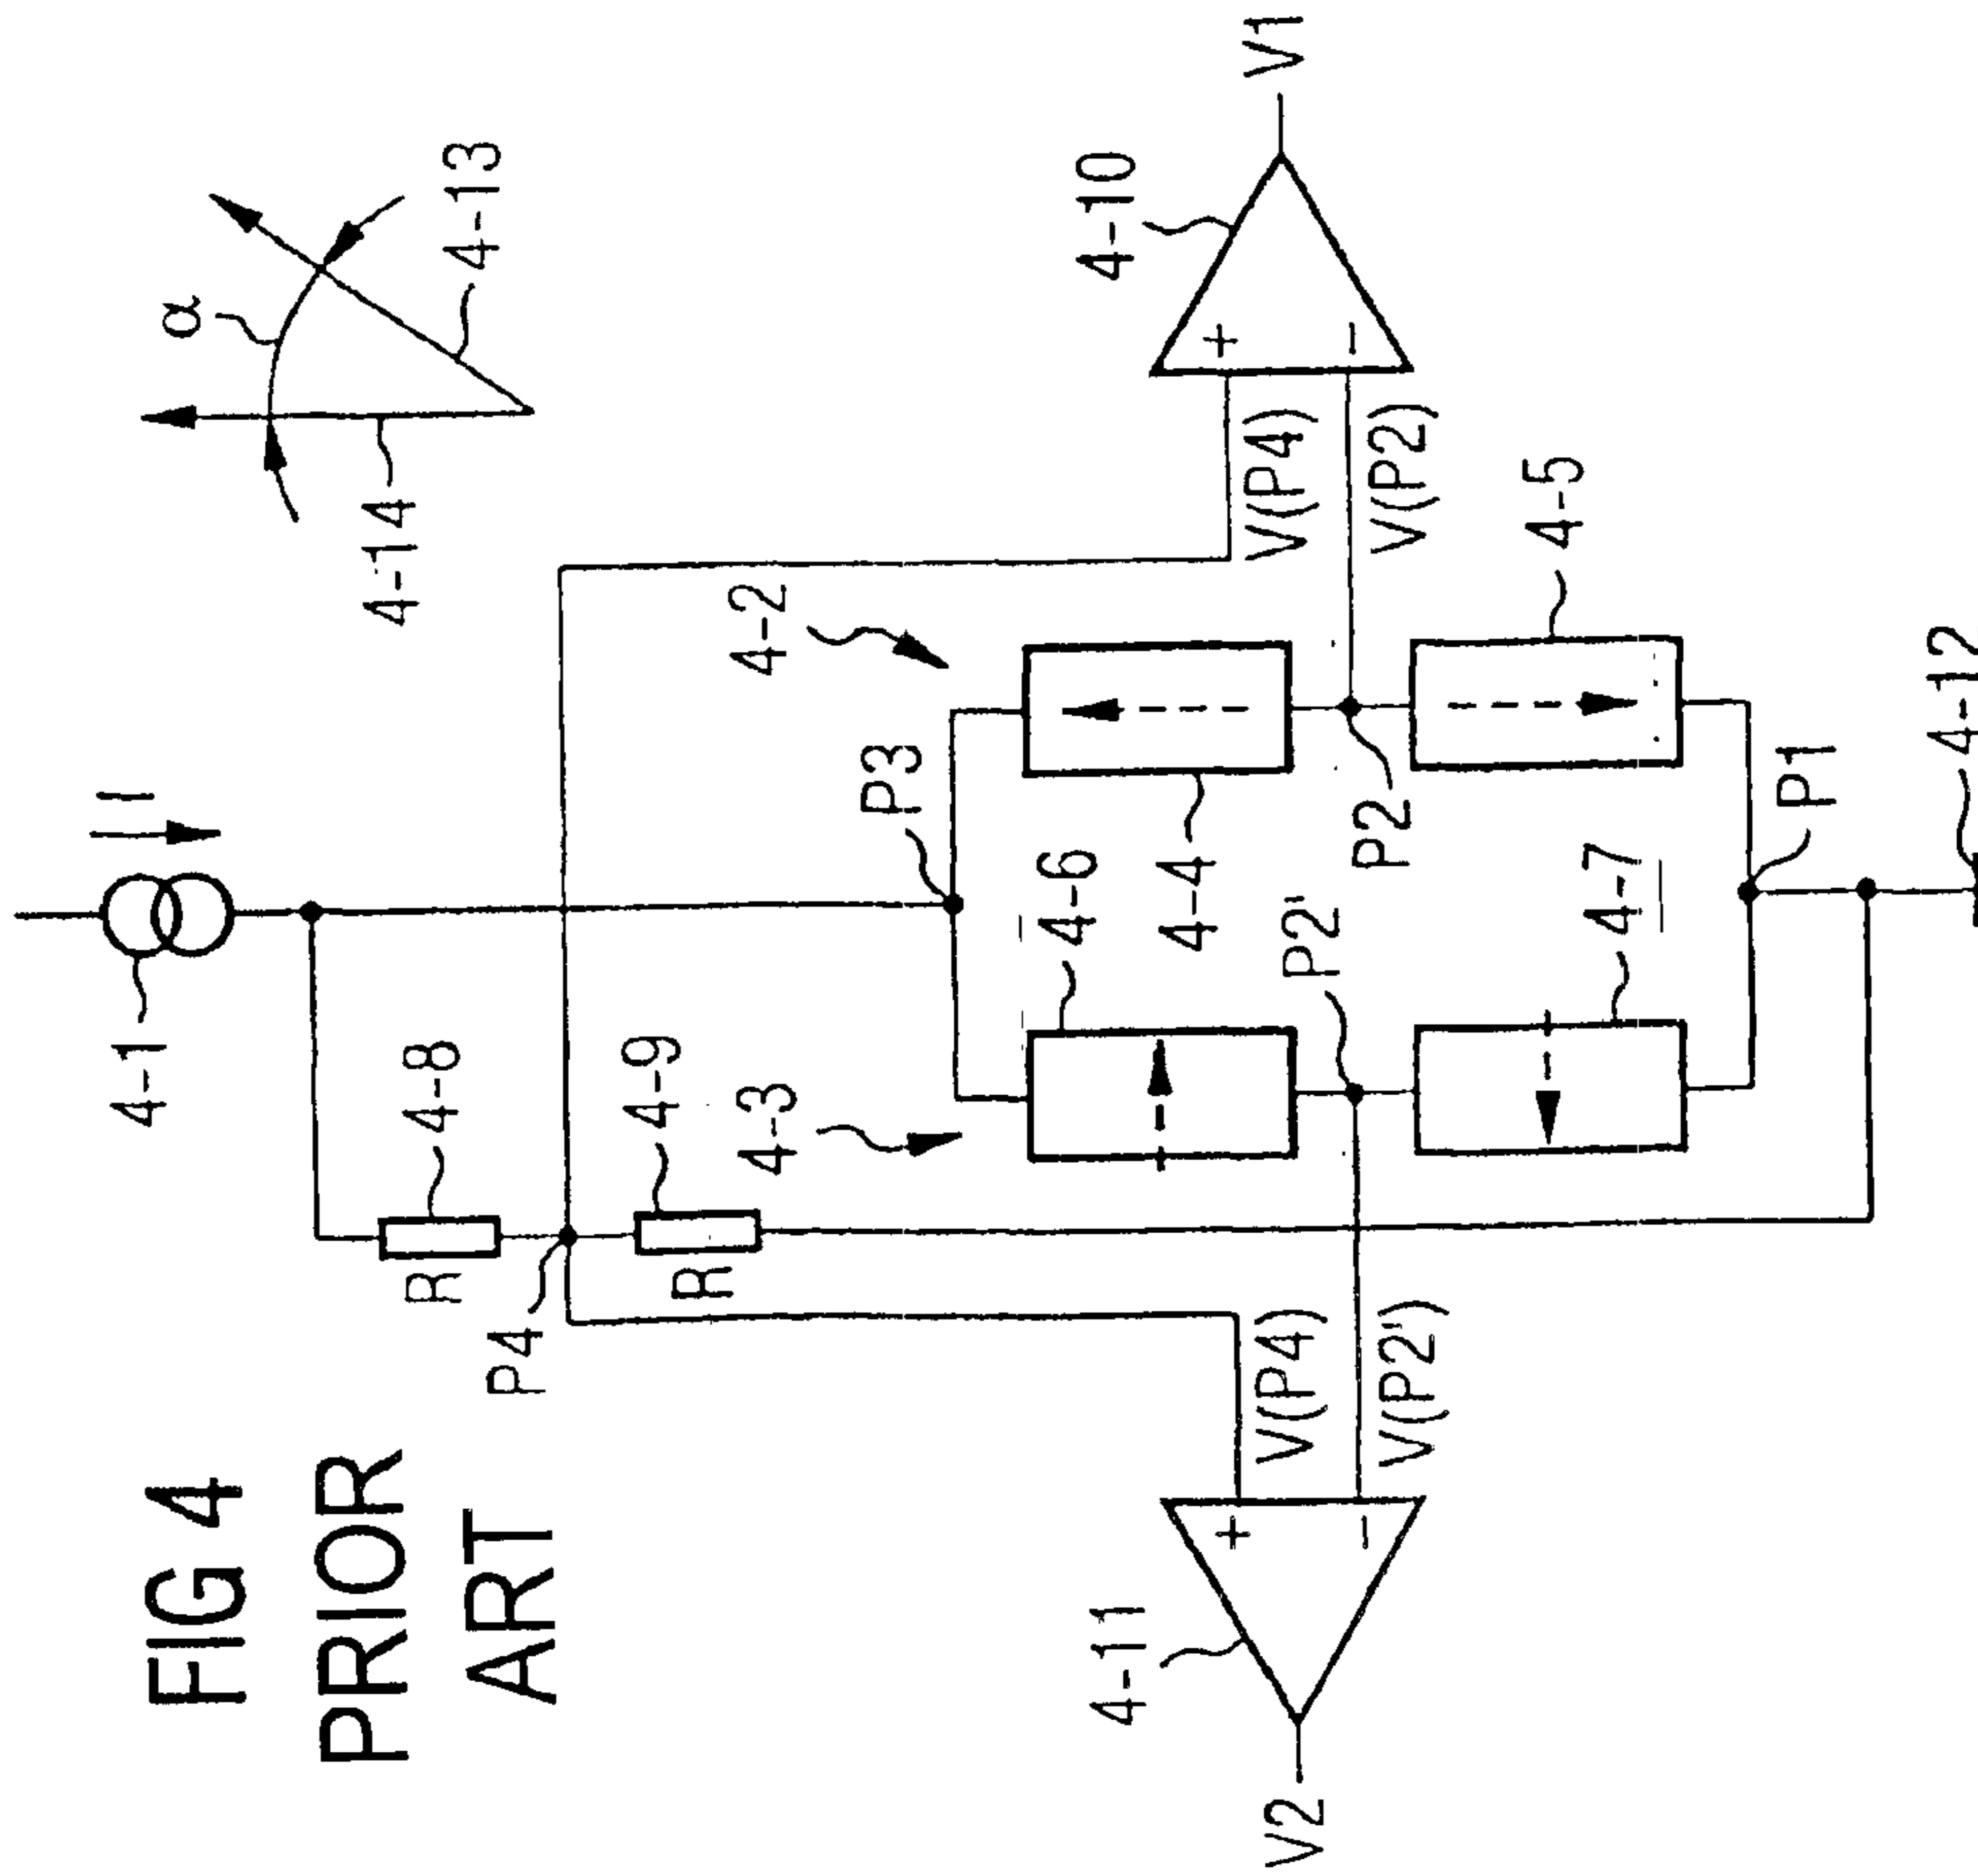 FIG 4
PRIOR
ART
4-1
I
α
4-14
4-13
R
4-8
P4
R
4-9
4-3
4-2
P3
4-6
4-4
4-11
4-10
+
+
V2
V(P4)
P2'
V(P4)
V1
-
-
V(P2')
P2
V(P2)
4-7
4-5
P1
4-12